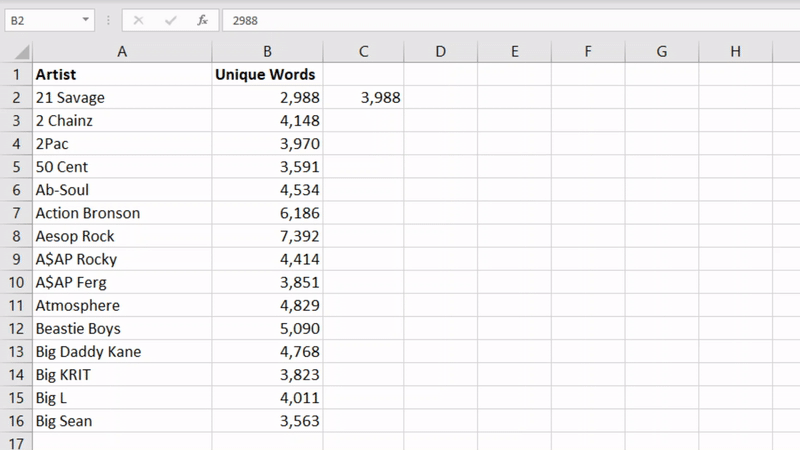 B2 fx 2988
A B C D E F G H
1 Artist Unique Words
2 21 Savage 2,988 3,988
3 2 Chainz 4,148
4 2Pac 3,970
5 50 Cent 3,591
6 Ab-Soul 4,534
7 Action Bronson 6,186
8 Aesop Rock 7,392
9 A$AP Rocky 4,414
10 A$AP Ferg 3,851
11 Atmosphere 4,829
12 Beastie Boys 5,090
13 Big Daddy Kane 4,768
14 Big KRIT 3,823
15 Big L 4,011
16 Big Sean 3,563
17